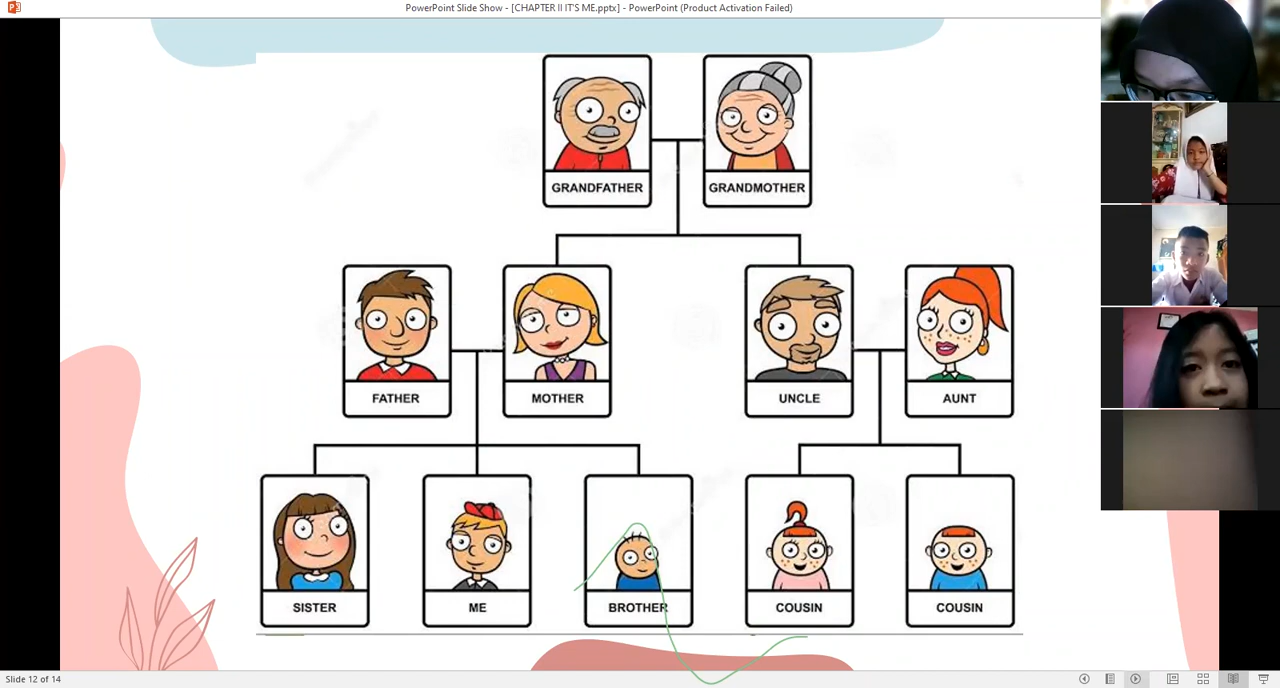 PowerPoint Slide Show - [CHAPTER II IT'S ME.pptx] - PowerPoint (Product Activation Failed)
GRANDFATHER
GRANDMOTHER
FATHER
MOTHER
UNCLE
AUNT
SISTER
ME
BROTHER
COUSIN
COUSIN
Slide 12 of 14